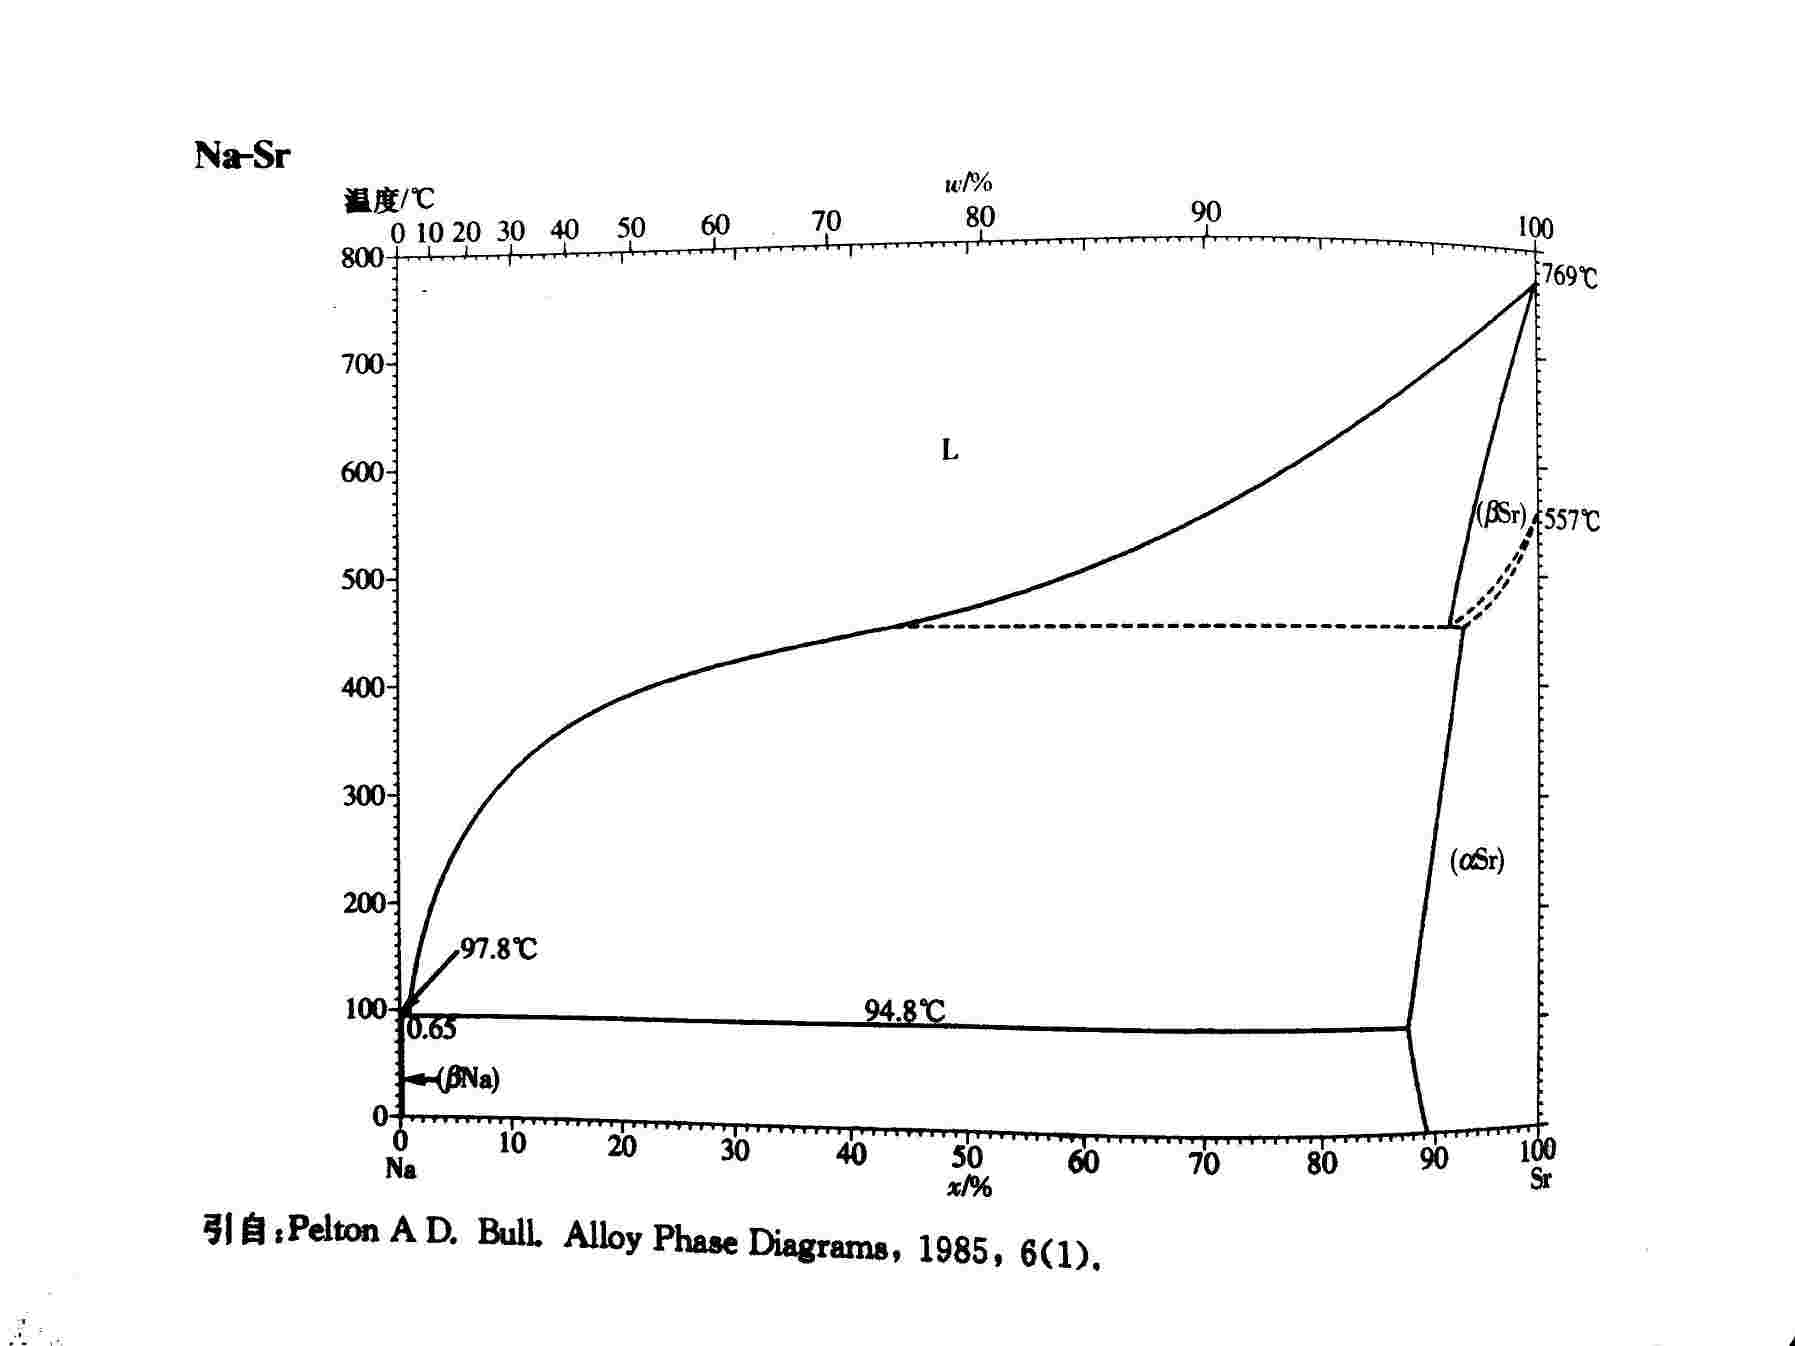 Na-Sr
w/%
温度/℃
0 10 20 30 40 50 60 70 80 90 100
800
769℃
700
L
600
(βSr)
557℃
500
400
300
(αSr)
200
97.8℃
100
94.8℃
0.65
(βNa)
0
0 10 20 30 40 50 60 70 80 90 100
Na
x/%
Sr
引自:Pelton A D. Bull. Alloy Phase Diagrams, 1985, 6(1).